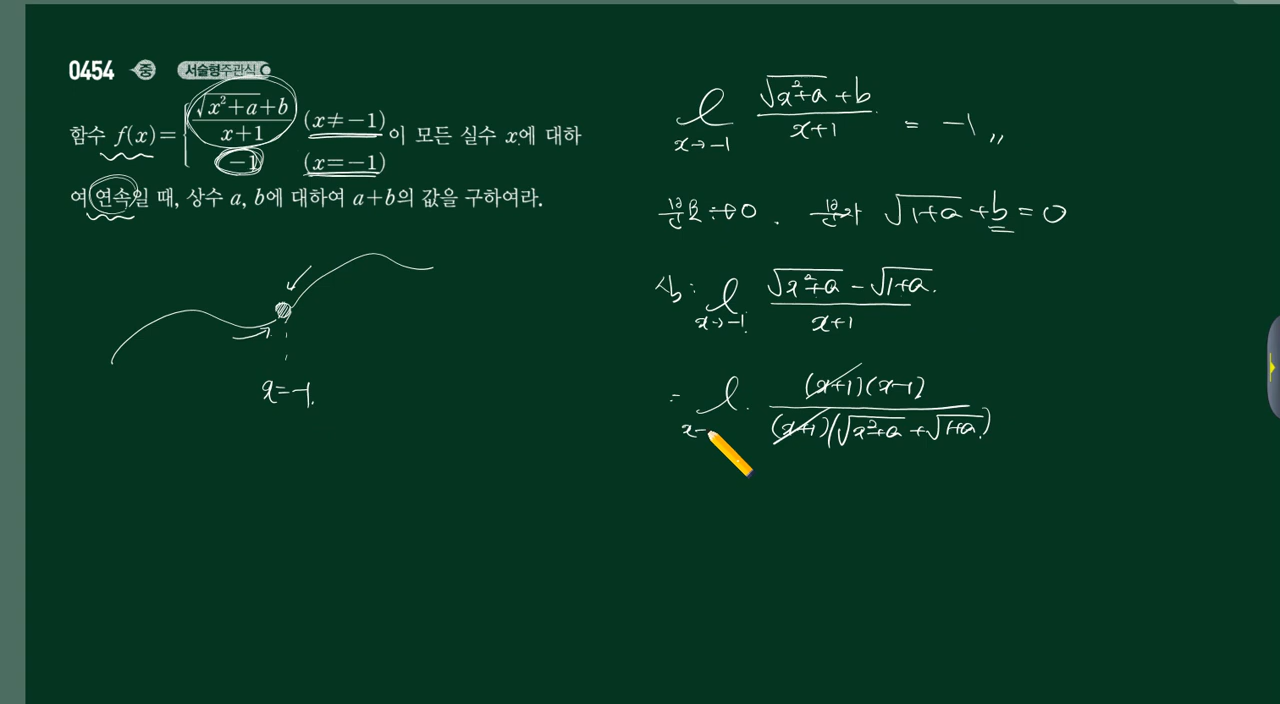 0454 중 서술형주관식
함수 f(x)={ (√(x²+a)+b)/(x+1) (x≠-1)
-1 (x=-1) 이 모든 실수 x에 대하
여 연속일 때, 상수 a, b에 대하여 a+b의 값을 구하여라.
x=-1.
l x→-1 (√(x²+a)+b)/(x+1) = -1 〃
분모→0. 분자 √(1+a)+b=0
l x→-1 (√(x²+a)-√(1+a))/(x+1)
= l x- ((x+1)(x-1))/((x+1)(√(x²+a)+√(1+a)))